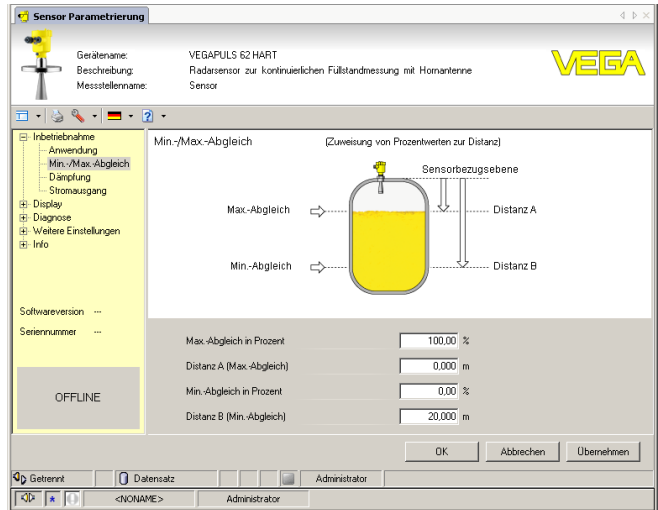 Sensor Parametrierung
Gerätename: VEGAPULS 62 HART
Beschreibung: Radarsensor zur kontinuierlichen Füllstandmessung mit Hornantenne
Messstellenname: Sensor
VEGA
Inbetriebnahme
Anwendung
Min.-/Max.-Abgleich
Dämpfung
Stromausgang
Display
Diagnose
Weitere Einstellungen
Info
Softwareversion ---
Seriennummer ---
OFFLINE
Min.-/Max.-Abgleich (Zuweisung von Prozentwerten zur Distanz)
Sensorbezugsebene
Max.-Abgleich Distanz A
Min.-Abgleich Distanz B
Max.-Abgleich in Prozent 100,00 %
Distanz A (Max.-Abgleich) 0,000 m
Min.-Abgleich in Prozent 0,00 %
Distanz B (Min.-Abgleich) 20,000 m
OK Abbrechen Übernehmen
Getrennt Datensatz Administrator
<NONAME> Administrator